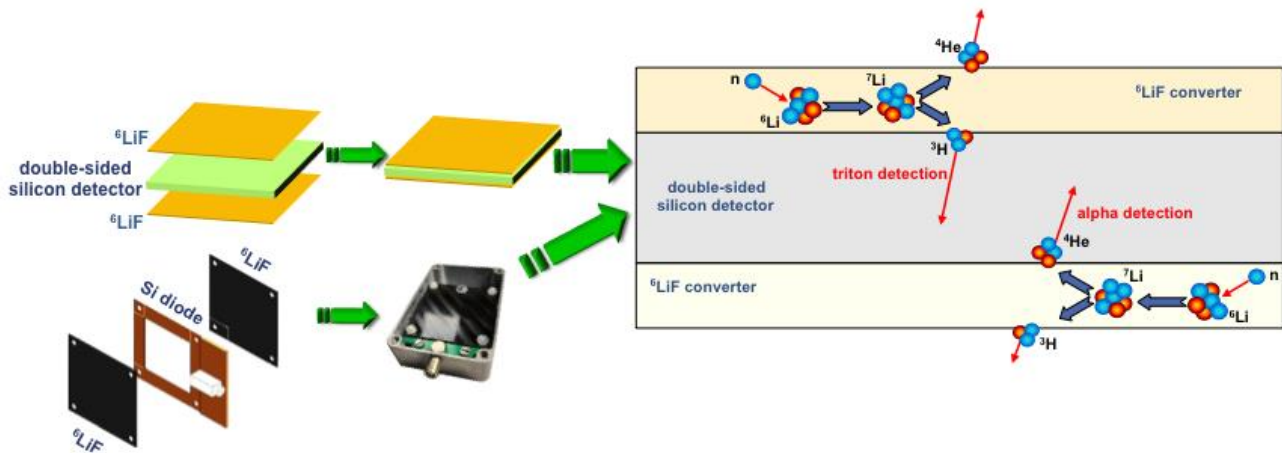 ⁶LiF
double-sided
silicon detector
⁶LiF
⁶LiF
Si diode
⁶LiF
⁴He
n
⁷Li
⁶LiF converter
⁶Li
³H
triton detection
double-sided
silicon detector
alpha detection
⁴He
⁷Li
n
⁶LiF converter
⁶Li
³H